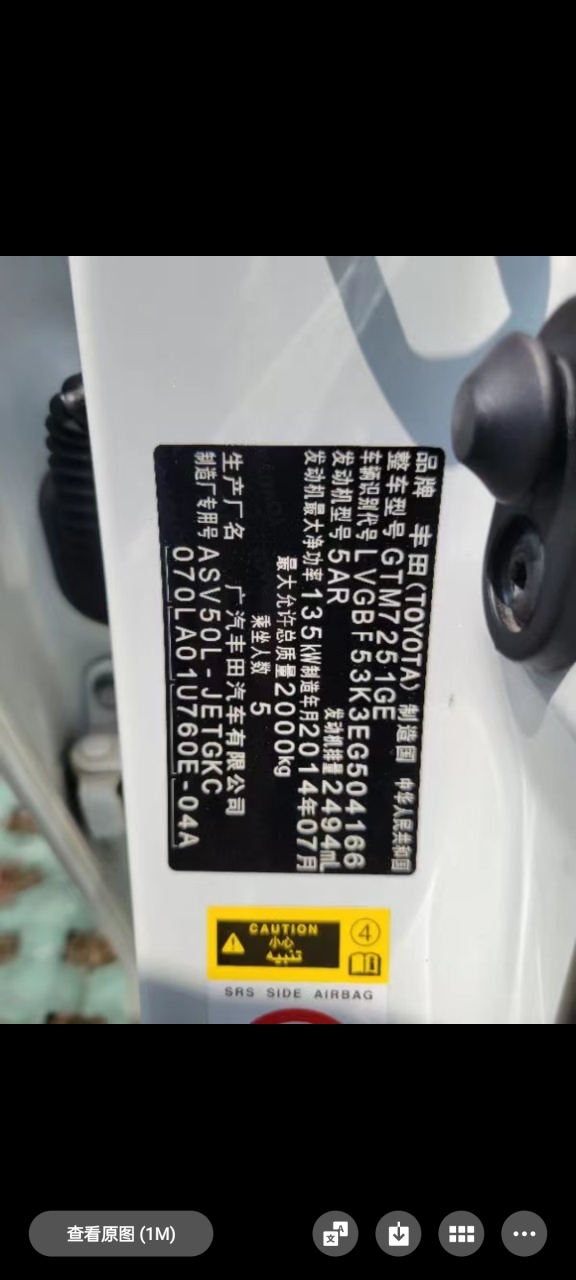 品牌 丰田(TOYOTA) 制造国 中华人民共和国
整车型号 GTM7251GE
车辆识别代号 LVGBF53K3EG504166
发动机型号 5AR 发动机排量 2494mL
发动机最大净功率 135kW 制造年月 2014年07月
最大允许总质量 2000kg
乘坐人数 5
生产厂名 广汽丰田汽车有限公司
制造厂专用号 ASV50L-JETGKC
070LA01U760E-04A
CAUTION
小心
تنبيه
4
SRS SIDE AIRBAG
查看原图 (1M)